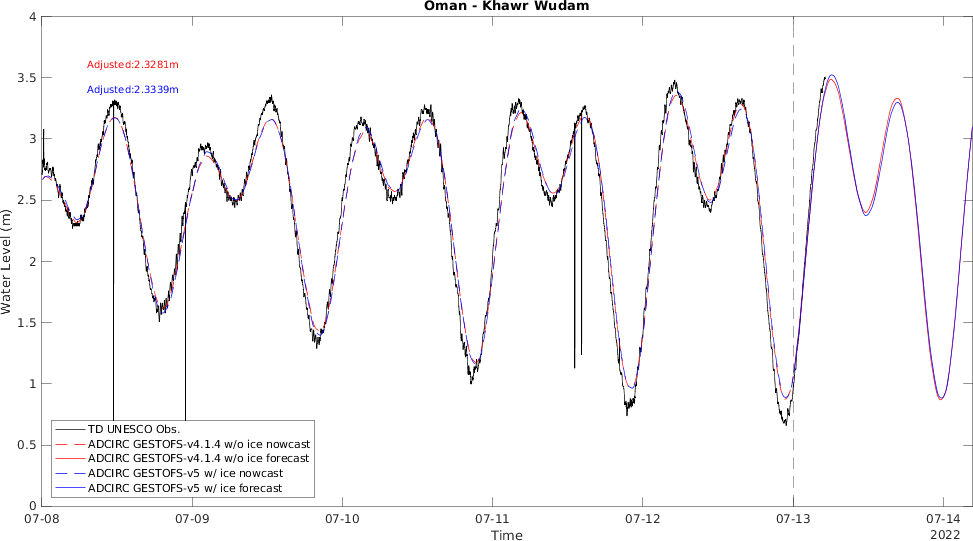 Oman - Khawr Wudam
4
3.5
3
2.5
2
1.5
1
0.5
0
Water Level (m)
Adjusted:2.3281m
Adjusted:2.3339m
TD UNESCO Obs.
ADCIRC GESTOFS-v4.1.4 w/o ice nowcast
ADCIRC GESTOFS-v4.1.4 w/o ice forecast
ADCIRC GESTOFS-v5 w/ ice nowcast
ADCIRC GESTOFS-v5 w/ ice forecast
07-08 07-09 07-10 07-11 07-12 07-13 07-14
Time
2022